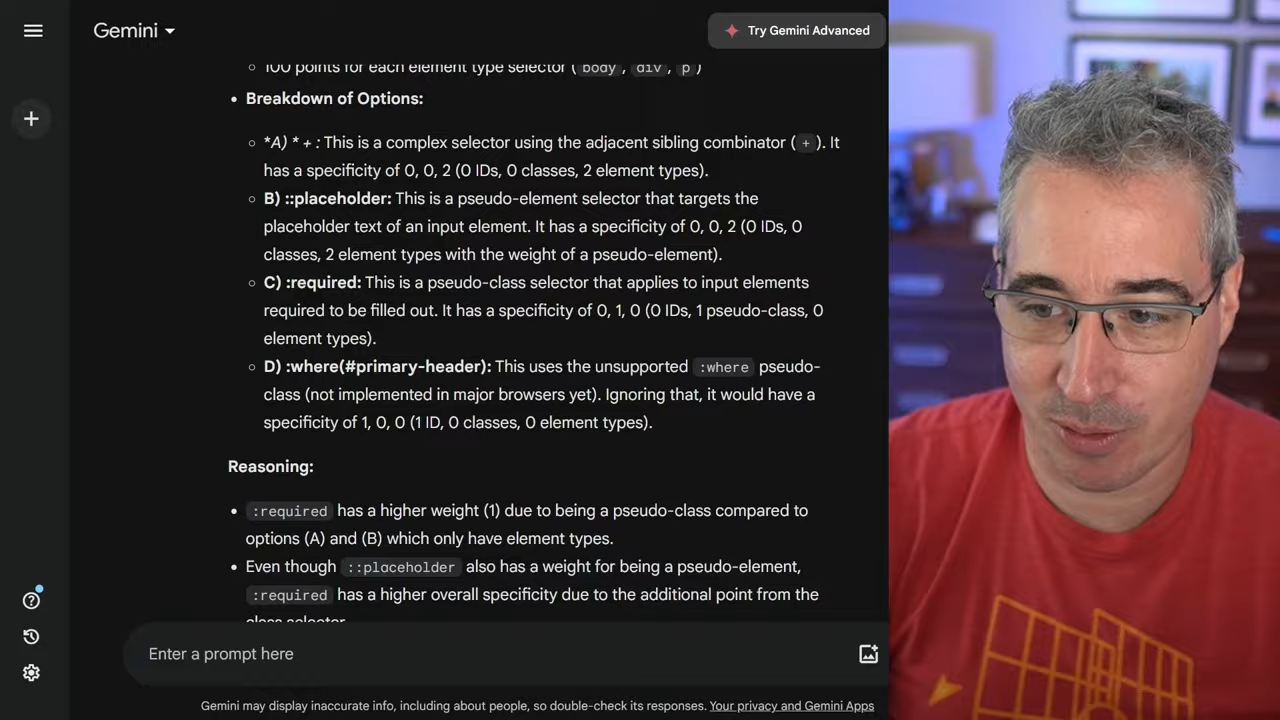 Gemini
Try Gemini Advanced
100 points for each element type selector ( body , div , p )
Breakdown of Options:
*A) * + : This is a complex selector using the adjacent sibling combinator ( + ). It
has a specificity of 0, 0, 2 (0 IDs, 0 classes, 2 element types).
B) ::placeholder: This is a pseudo-element selector that targets the
placeholder text of an input element. It has a specificity of 0, 0, 2 (0 IDs, 0
classes, 2 element types with the weight of a pseudo-element).
C) :required: This is a pseudo-class selector that applies to input elements
required to be filled out. It has a specificity of 0, 1, 0 (0 IDs, 1 pseudo-class, 0
element types).
D) :where(#primary-header): This uses the unsupported :where pseudo-
class (not implemented in major browsers yet). Ignoring that, it would have a
specificity of 1, 0, 0 (1 ID, 0 classes, 0 element types).
Reasoning:
:required has a higher weight (1) due to being a pseudo-class compared to
options (A) and (B) which only have element types.
Even though ::placeholder also has a weight for being a pseudo-element,
:required has a higher overall specificity due to the additional point from the
class selector.
Enter a prompt here
Gemini may display inaccurate info, including about people, so double-check its responses. Your privacy and Gemini Apps